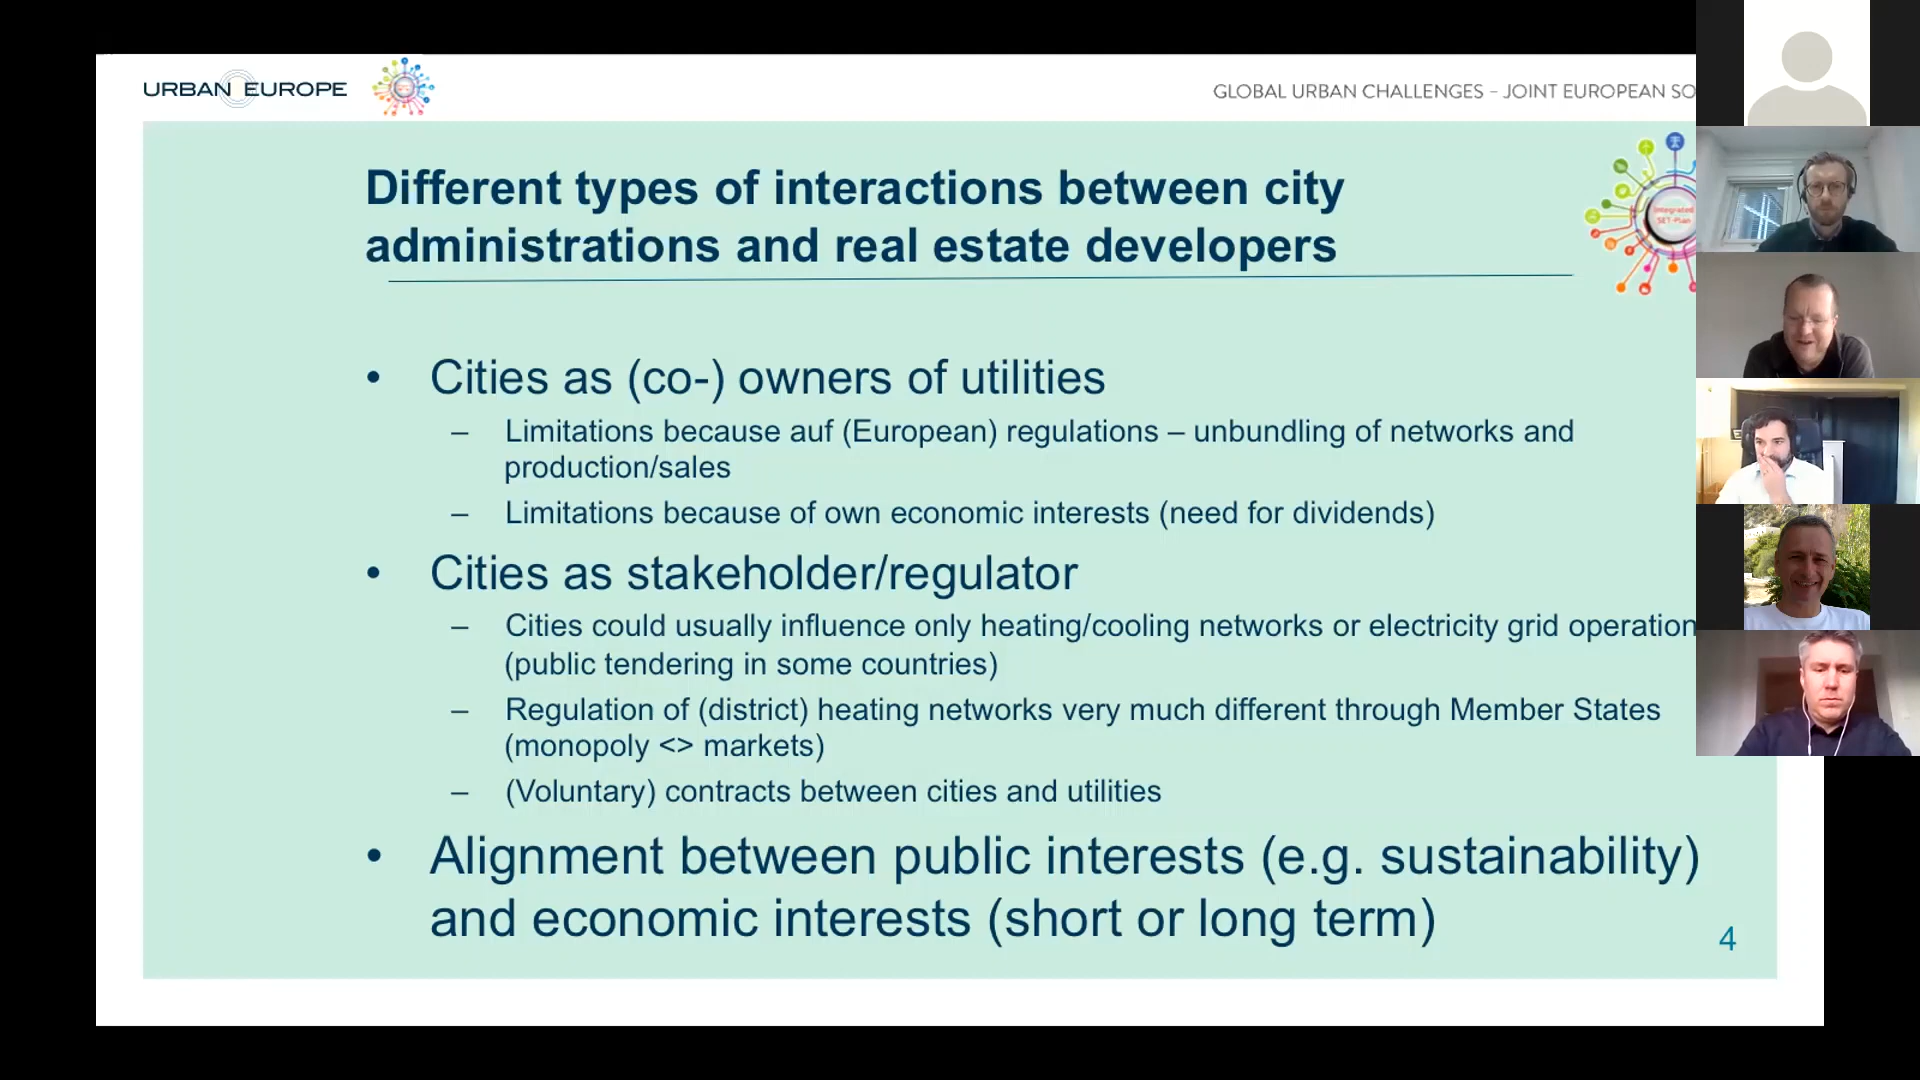 URBAN EUROPE
GLOBAL URBAN CHALLENGES – JOINT EUROPEAN SO
Different types of interactions between city
administrations and real estate developers
Integrated
SET-Plan
• Cities as (co-) owners of utilities
– Limitations because auf (European) regulations – unbundling of networks and
production/sales
– Limitations because of own economic interests (need for dividends)
• Cities as stakeholder/regulator
– Cities could usually influence only heating/cooling networks or electricity grid operation
(public tendering in some countries)
– Regulation of (district) heating networks very much different through Member States
(monopoly <> markets)
– (Voluntary) contracts between cities and utilities
• Alignment between public interests (e.g. sustainability)
and economic interests (short or long term)
4